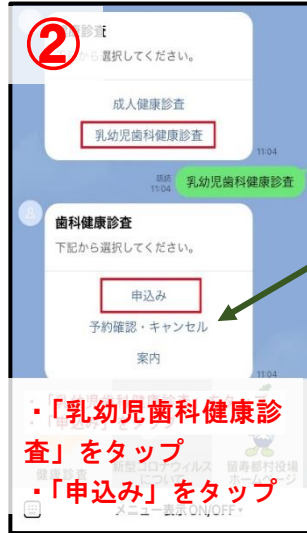 ②
健康診査
から選択してください。
成人健康診査
乳幼児歯科健康診査
11:04
既読
11:04
乳幼児歯科健康診査
歯科健康診査
下記から選択してください。
申込み
予約確認・キャンセル
案内
11:04
・「乳幼児歯科健康診
査」をタップ
・「申込み」をタップ
健康診査
新型コロナウイルス
について
留寿都村役場
ホームページ
メニュー表示ON/OFF▾